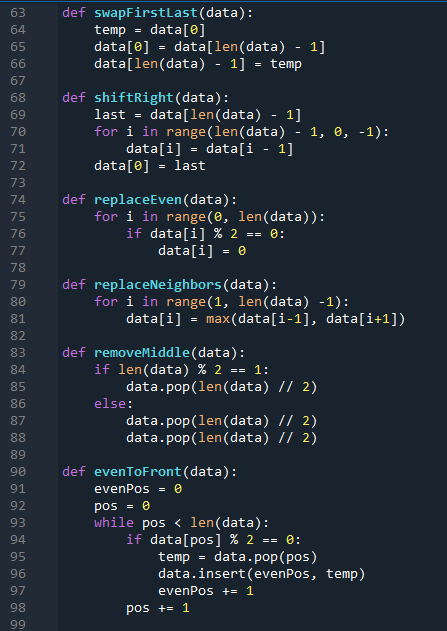 63 def swapFirstLast(data):
64     temp = data[0]
65     data[0] = data[len(data) - 1]
66     data[len(data) - 1] = temp
67
68 def shiftRight(data):
69     last = data[len(data) - 1]
70     for i in range(len(data) - 1, 0, -1):
71         data[i] = data[i - 1]
72     data[0] = last
73
74 def replaceEven(data):
75     for i in range(0, len(data)):
76         if data[i] % 2 == 0:
77             data[i] = 0
78
79 def replaceNeighbors(data):
80     for i in range(1, len(data) -1):
81         data[i] = max(data[i-1], data[i+1])
82
83 def removeMiddle(data):
84     if len(data) % 2 == 1:
85         data.pop(len(data) // 2)
86     else:
87         data.pop(len(data) // 2)
88         data.pop(len(data) // 2)
89
90 def evenToFront(data):
91     evenPos = 0
92     pos = 0
93     while pos < len(data):
94         if data[pos] % 2 == 0:
95             temp = data.pop(pos)
96             data.insert(evenPos, temp)
97             evenPos += 1
98         pos += 1
99